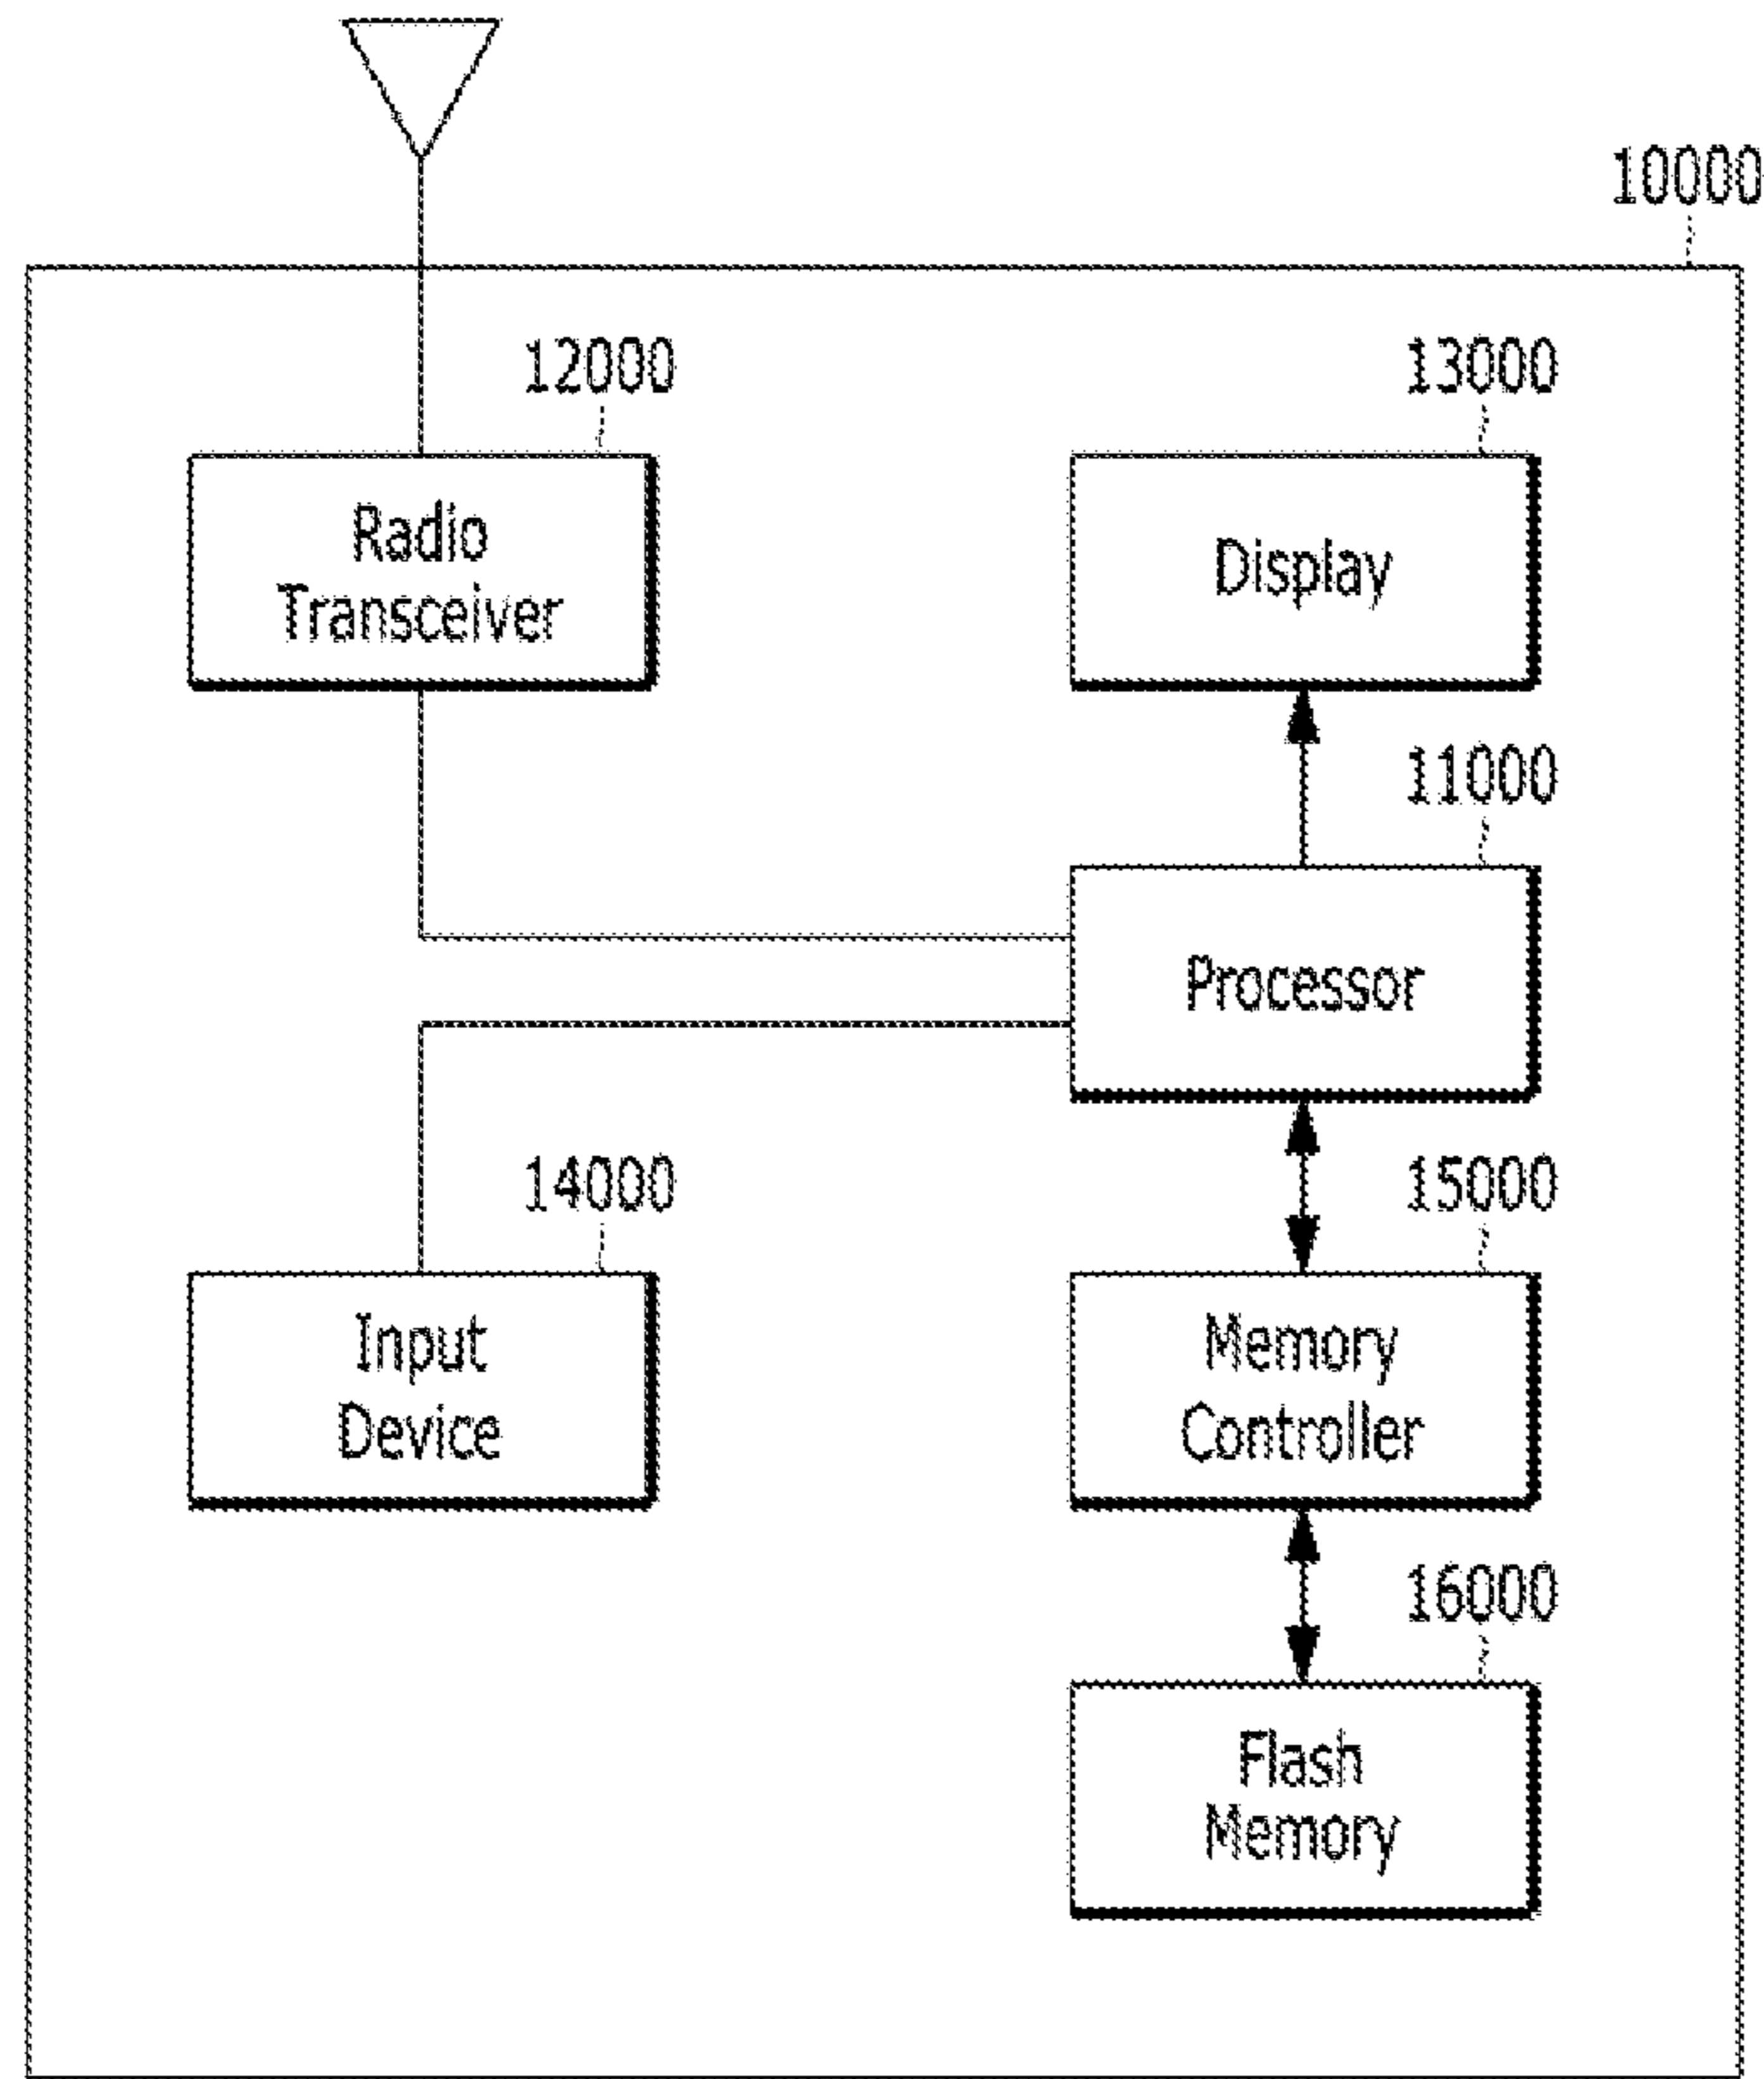 10000
12000
13000
Radio
Transceiver
Display
11000
Processor
14000
15000
Input
Device
Memory
Controller
16000
Flash
Memory